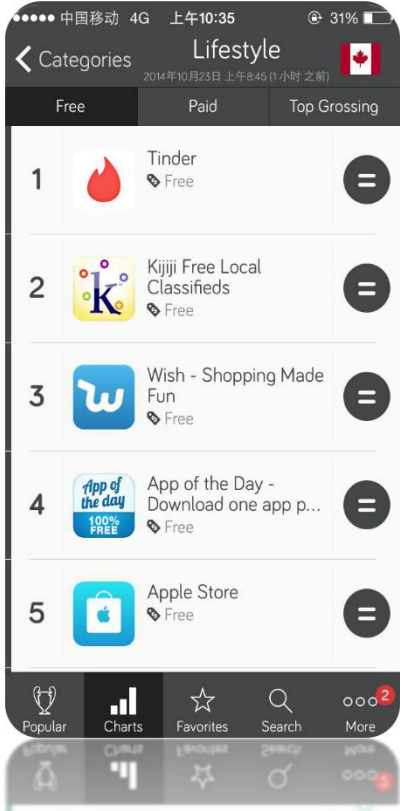 中国移动 4G 上午10:35 31%
Categories Lifestyle
2014年10月23日 上午8:45 (1 小时 之前)
Free Paid Top Grossing
1 Tinder
Free
2 Kijiji Free Local
Classifieds
Free
3 Wish - Shopping Made
Fun
Free
4 App of the Day -
Download one app p...
Free
App of
the day
100%
FREE
5 Apple Store
Free
2
Popular Charts Favorites Search More